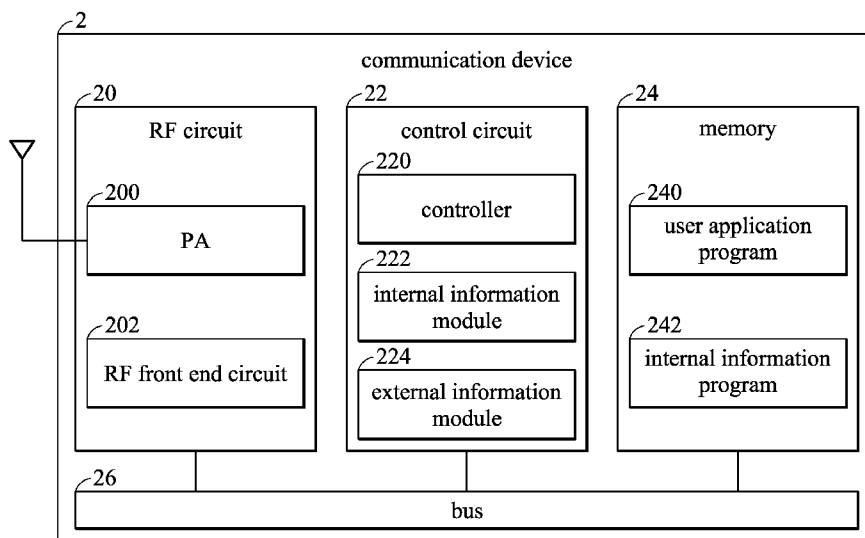 2
communication device
20
RF circuit
200
PA
202
RF front end circuit
22
control circuit
220
controller
222
internal information
module
224
external information
module
24
memory
240
user application
program
242
internal information
program
26
bus